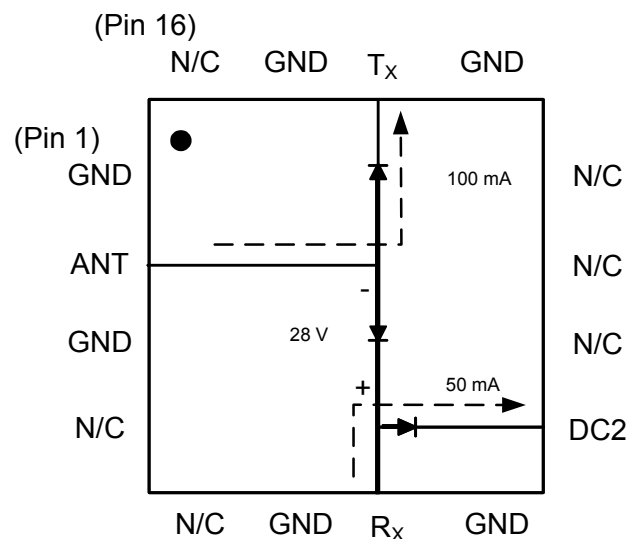 (Pin 16)
N/C GND TX GND
(Pin 1)
GND 100 mA N/C
ANT N/C
-
GND 28 V N/C
+ 50 mA
N/C DC2
N/C GND RX GND